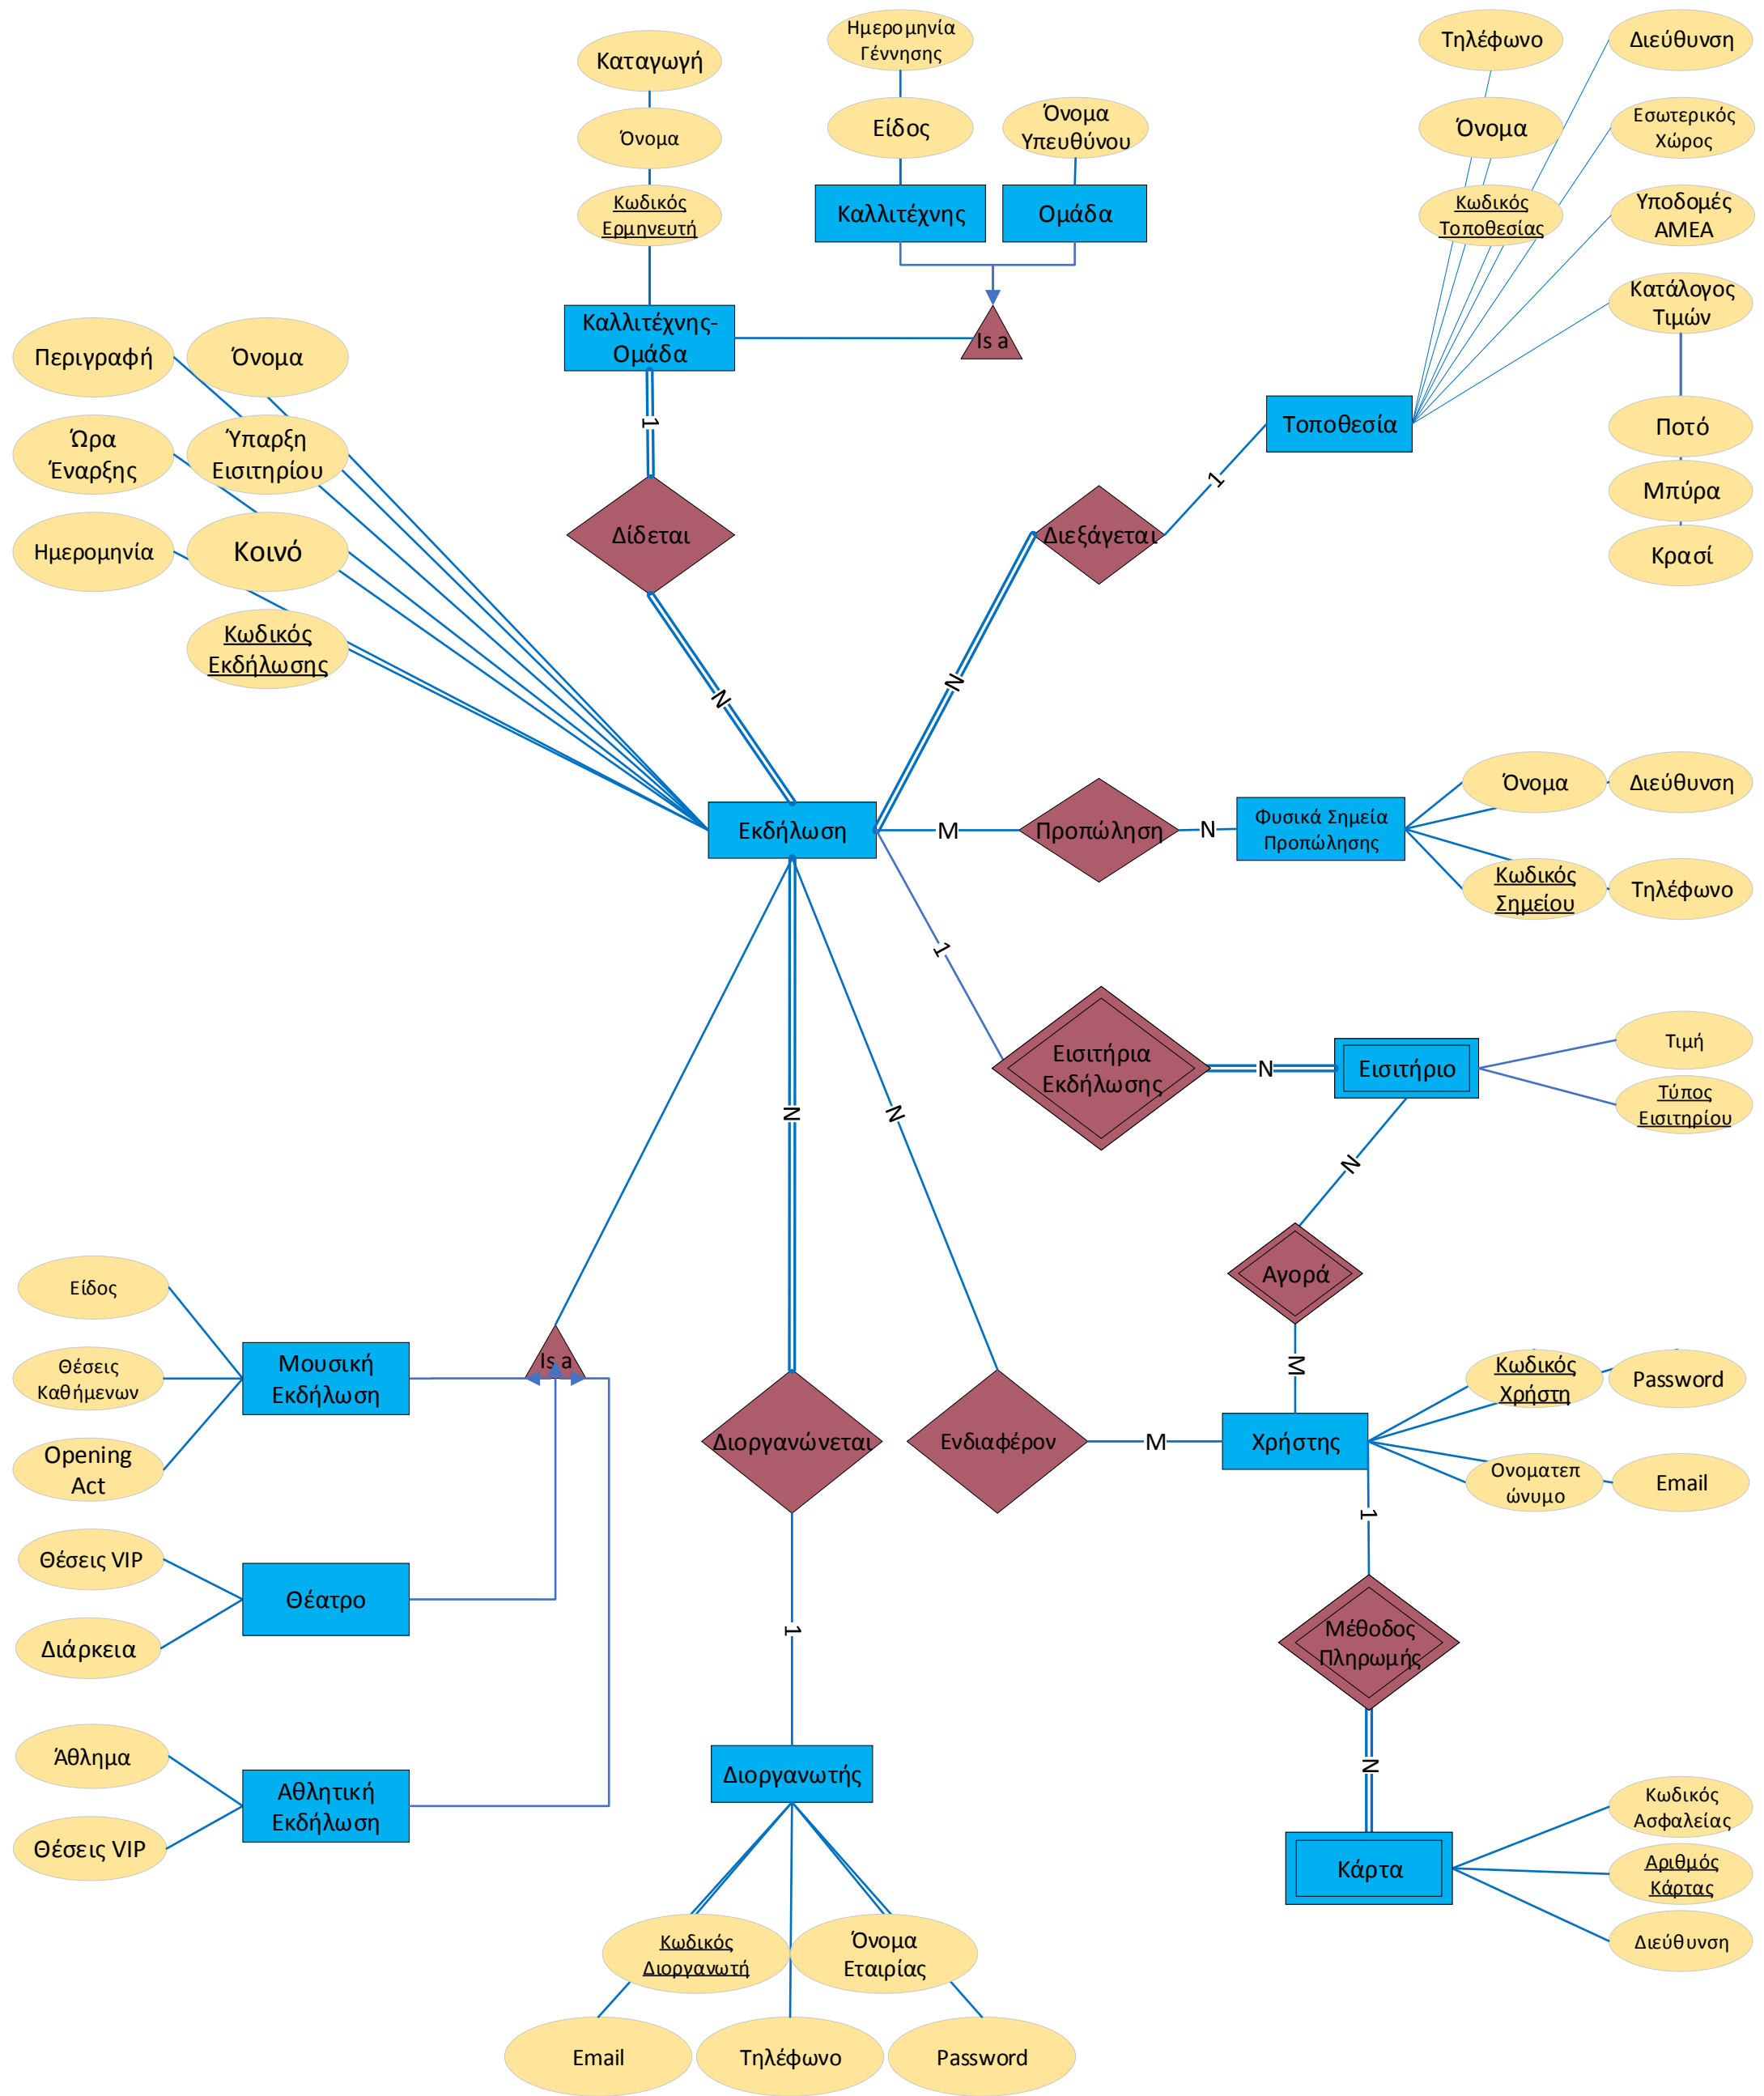 Καταγωγή
Όνομα
Κωδικός
Ερμηνευτή
Ημερομηνία
Γέννησης
Είδος
Όνομα
Υπευθύνου
Καλλιτέχνης
Ομάδα
Τηλέφωνο
Διεύθυνση
Όνομα
Εσωτερικός
Χώρος
Κωδικός
Τοποθεσίας
Υποδομές
ΑΜΕΑ
Κατάλογος
Τιμών
Ποτό
Μπύρα
Κρασί
Καλλιτέχνης-
Ομάδα
Is a
Τοποθεσία
Περιγραφή
Όνομα
Ώρα
Έναρξης
Ύπαρξη
Εισιτηρίου
Ημερομηνία
Κοινό
Κωδικός
Εκδήλωσης
1
Δίδεται
N
1
Διεξάγεται
N
Εκδήλωση
M
Προπώληση
N
Φυσικά Σημεία
Προπώλησης
Όνομα
Διεύθυνση
Κωδικός
Σημείου
Τηλέφωνο
1
Εισιτήρια
Εκδήλωσης
N
Εισιτήριο
Τιμή
Τύπος
Εισιτηρίου
N
N
N
Αγορά
M
Είδος
Θέσεις
Καθήμενων
Opening
Act
Μουσική
Εκδήλωση
Is a
Θέσεις VIP
Διάρκεια
Θέατρο
Άθλημα
Θέσεις VIP
Αθλητική
Εκδήλωση
Διοργανώνεται
Ενδιαφέρον
M
Χρήστης
Κωδικός
Χρήστη
Password
Ονοματεπ
ώνυμο
Email
1
Μέθοδος
Πληρωμής
N
Κάρτα
Κωδικός
Ασφαλείας
Αριθμός
Κάρτας
Διεύθυνση
1
Διοργανωτής
Κωδικός
Διοργανωτή
Όνομα
Εταιρίας
Email
Τηλέφωνο
Password